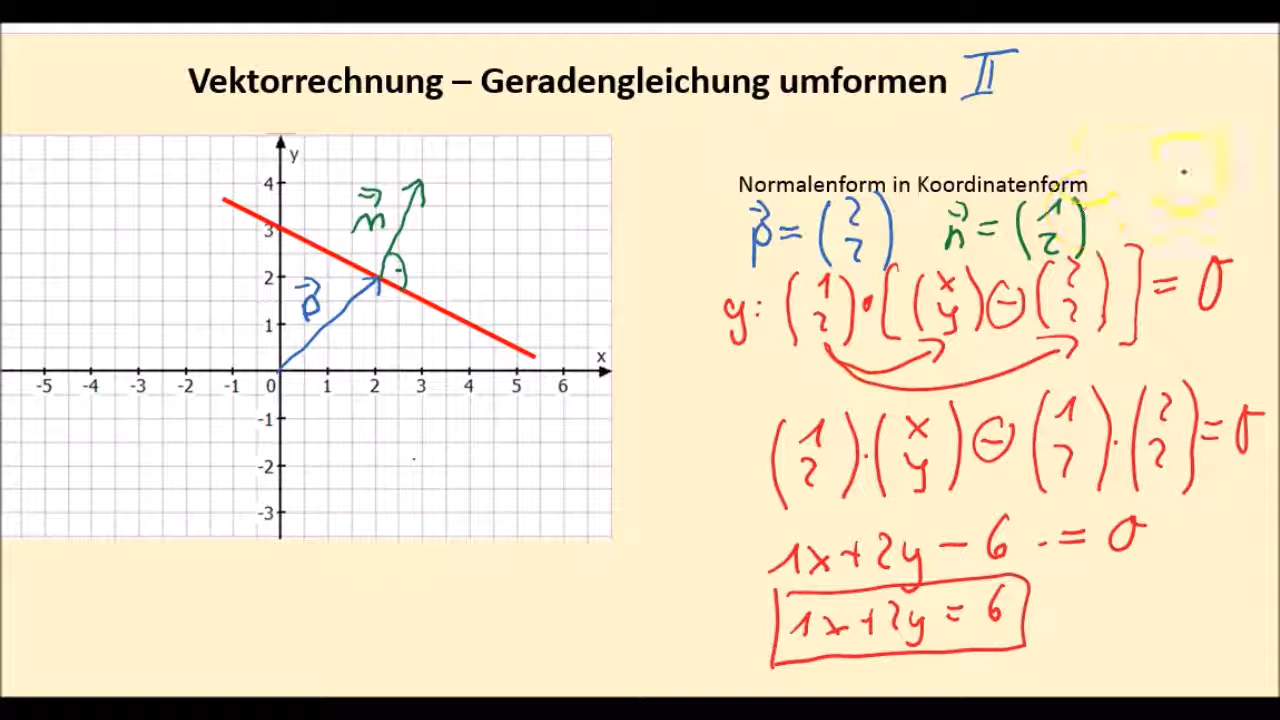 Vektorrechnung – Geradengleichung umformen II
y
4
3
2
1
x
-5 -4 -3 -2 -1 0 1 2 3 4 5 6
-1
-2
-3
n⃗
p⃗
Normalenform in Koordinatenform
p⃗ = (2 2) n⃗ = (1 2)
g: (1 2) · [(x y) ⊖ (2 2)] = 0
(1 2) · (x y) ⊖ (1 2) · (2 2) = 0
1x + 2y − 6 = 0
1x + 2y = 6